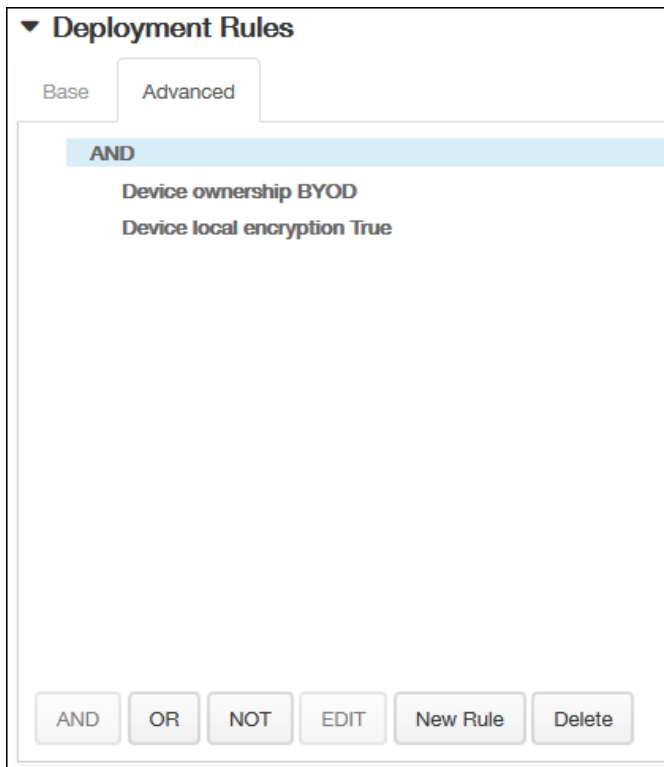 Deployment Rules
Base Advanced
AND
Device ownership BYOD
Device local encryption True
AND OR NOT EDIT New Rule Delete